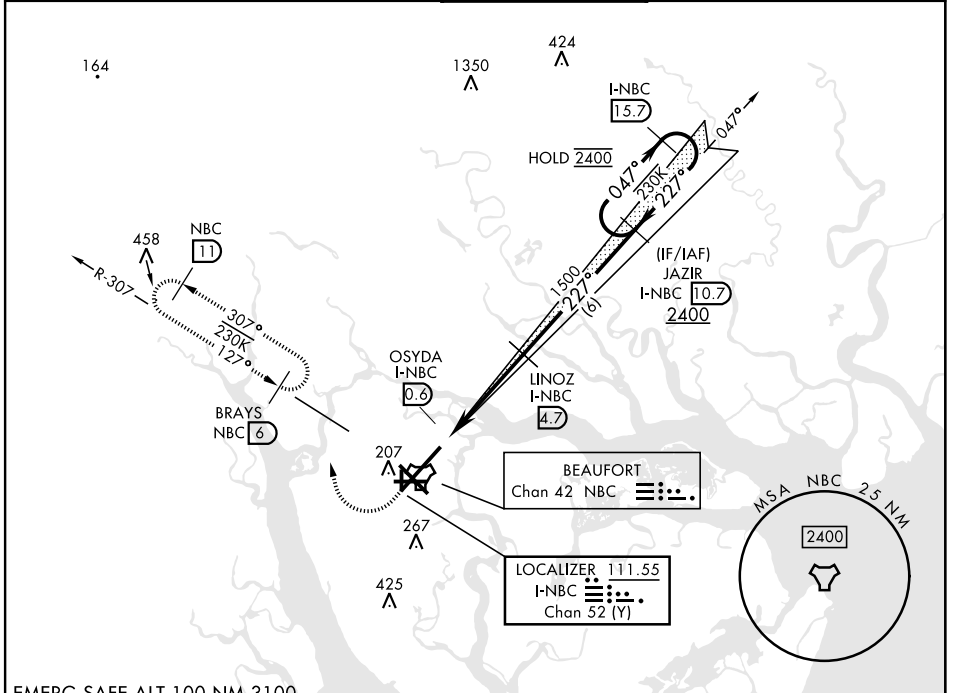 164
1350
424
I-NBC
15.7
HOLD 2400
047°
047°
230K
227°
(IF/IAF)
JAZIR
I-NBC 10.7
2400
1500
227°
(6)
458
NBC
11
R-307
307°
230K
127°
BRAYS
NBC 6
OSYDA
I-NBC
0.6
LINOZ
I-NBC
4.7
207
BEAUFORT
Chan 42 NBC
267
LOCALIZER 111.55
I-NBC
Chan 52 (Y)
425
MSA NBC 25 NM
2400
EMERG SAFE ALT 100 NM 3100